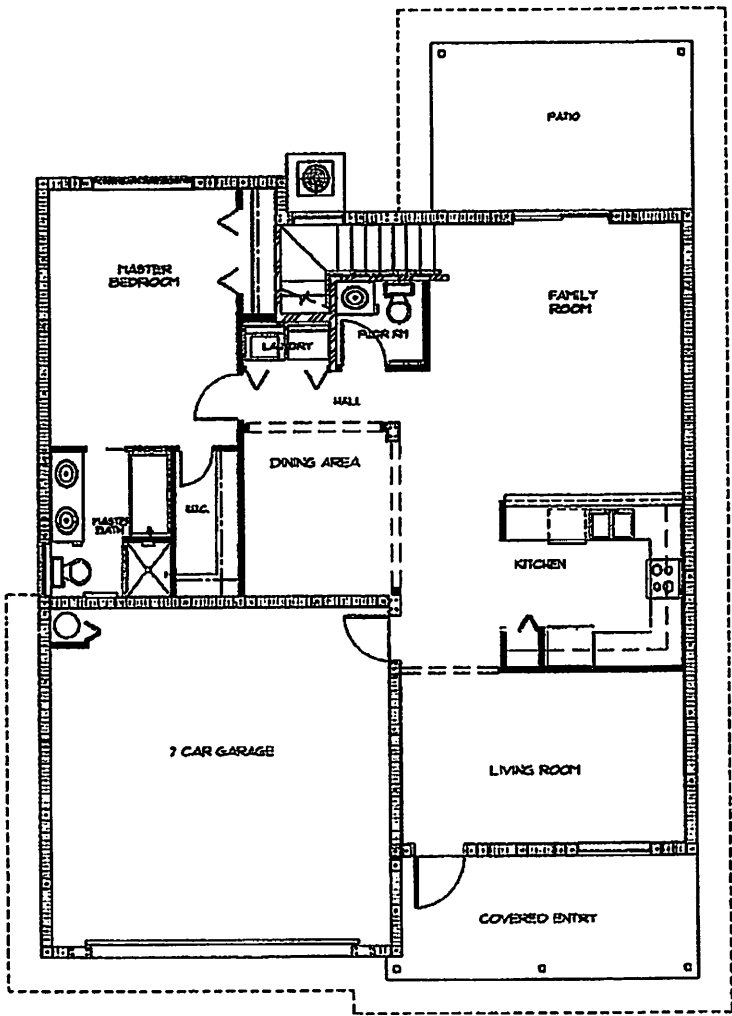 PATIO
MASTER
BEDROOM
FAMILY
ROOM
PWDR RM
LAUNDRY
HALL
DINING AREA
W.I.C.
MASTER
BATH
KITCHEN
2 CAR GARAGE
LIVING ROOM
COVERED ENTRY